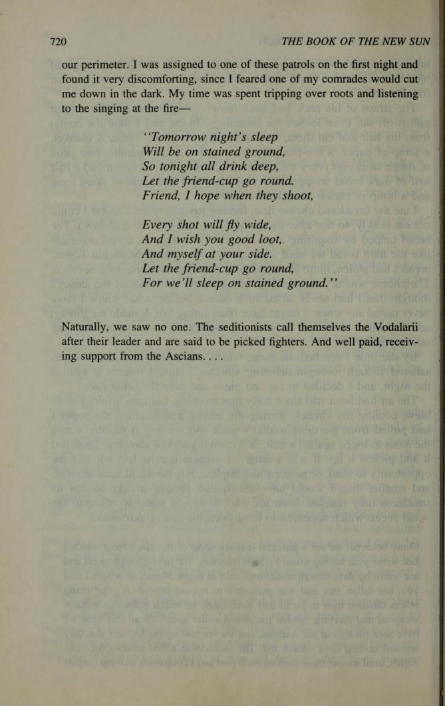 720
THE BOOK OF THE NEW SUN
our perimeter. I was assigned to one of these patrols on the first night and
found it very discomforting, since I feared one of my comrades would cut
me down in the dark. My time was spent tripping over roots and listening
to the singing at the fire—
"Tomorrow night's sleep
Will be on stained ground,
So tonight all drink deep,
Let the friend-cup go round.
Friend, I hope when they shoot,
Every shot will fly wide,
And I wish you good loot,
And myself at your side.
Let the friend-cup go round,
For we'll sleep on stained ground."
Naturally, we saw no one. The seditionists call themselves the Vodalarii
after their leader and are said to be picked fighters. And well paid, receiv-
ing support from the Ascians. . . .